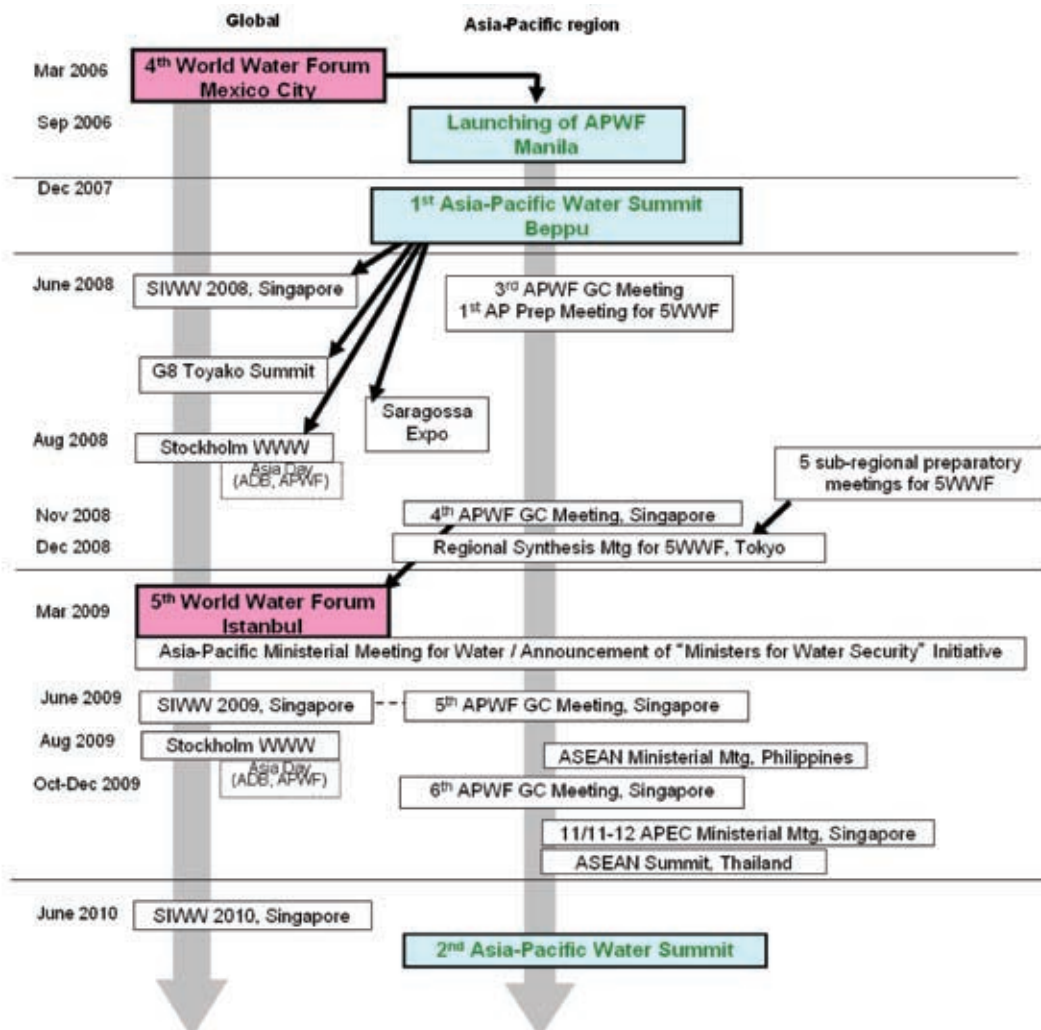 Global
Asia-Pacific region
Mar 2006
4th World Water Forum
Mexico City
Sep 2006
Launching of APWF
Manila
Dec 2007
1st Asia-Pacific Water Summit
Beppu
June 2008
SIWW 2008, Singapore
3rd APWF GC Meeting
1st AP Prep Meeting for 5WWF
G8 Toyako Summit
Saragossa
Expo
Aug 2008
Stockholm WWW
Asia Day
(ADB, APWF)
5 sub-regional preparatory
meetings for 5WWF
Nov 2008
4th APWF GC Meeting, Singapore
Dec 2008
Regional Synthesis Mtg for 5WWF, Tokyo
Mar 2009
5th World Water Forum
Istanbul
Asia-Pacific Ministerial Meeting for Water / Announcement of "Ministers for Water Security" Initiative
June 2009
SIWW 2009, Singapore
5th APWF GC Meeting, Singapore
Aug 2009
Stockholm WWW
Asia Day
(ADB, APWF)
ASEAN Ministerial Mtg, Philippines
Oct-Dec 2009
6th APWF GC Meeting, Singapore
11/11-12 APEC Ministerial Mtg, Singapore
ASEAN Summit, Thailand
June 2010
SIWW 2010, Singapore
2nd Asia-Pacific Water Summit